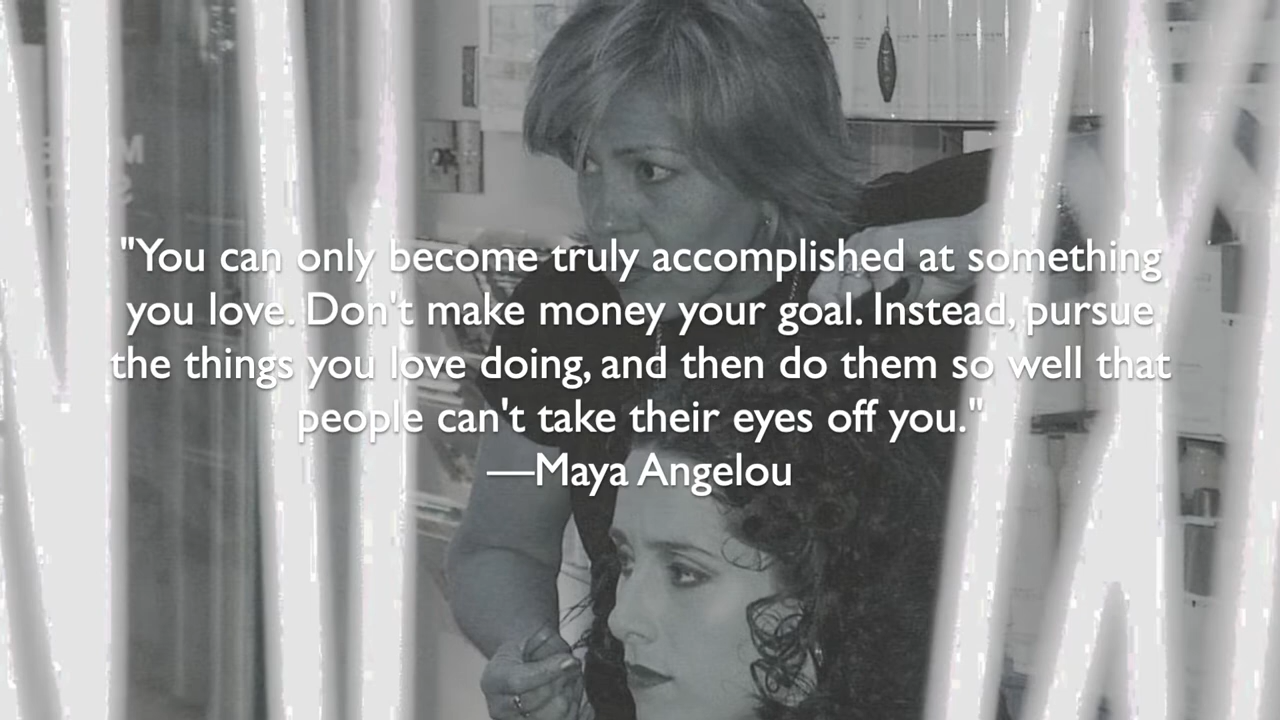 "You can only become truly accomplished at something
you love. Don't make money your goal. Instead, pursue
the things you love doing, and then do them so well that
people can't take their eyes off you."
—Maya Angelou